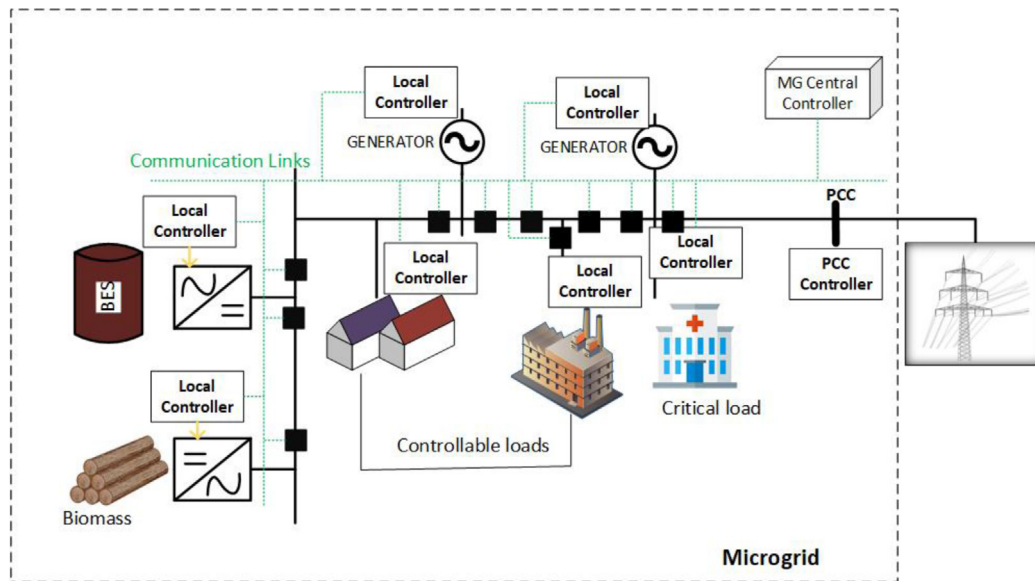 Local
Controller
Local
Controller
MG Central
Controller
GENERATOR
GENERATOR
Communication Links
PCC
Local
Controller
BES
Local
Controller
Local
Controller
Local
Controller
PCC
Controller
Local
Controller
Critical load
Controllable loads
Biomass
Microgrid